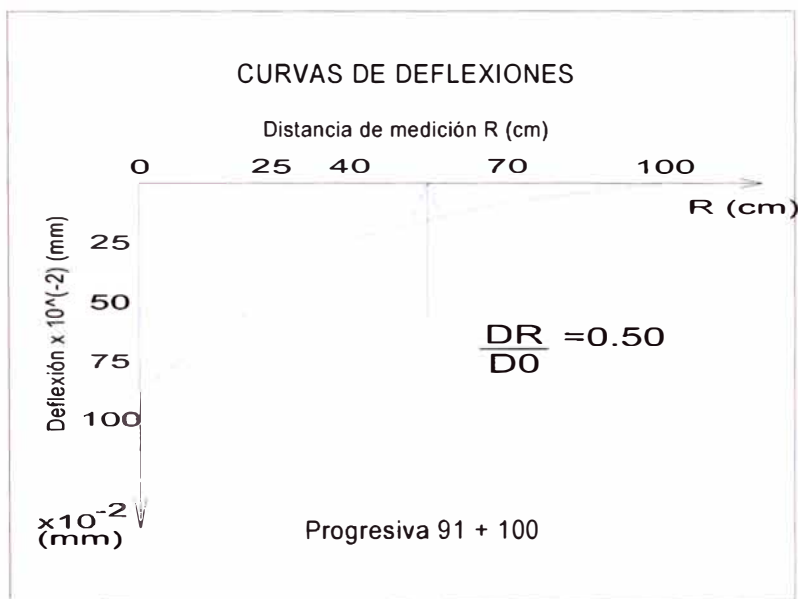 CURVAS DE DEFLEXIONES
Distancia de medición R (cm)
0 25 40 70 100
R (cm)
Deflexión x 10^(-2) (mm)
25
50
75
100
x10-2
(mm)
DR =0.50
D0
Progresiva 91 + 100